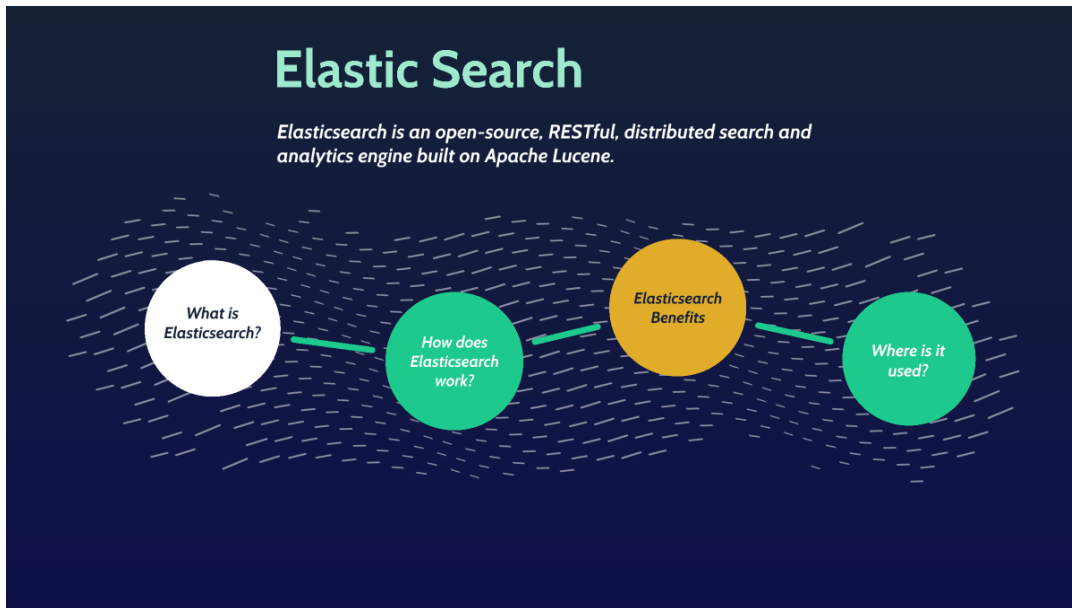 Elastic Search
Elasticsearch is an open-source, RESTful, distributed search and
analytics engine built on Apache Lucene.
What is
Elasticsearch?
How does
Elasticsearch
work?
Elasticsearch
Benefits
Where is it
used?